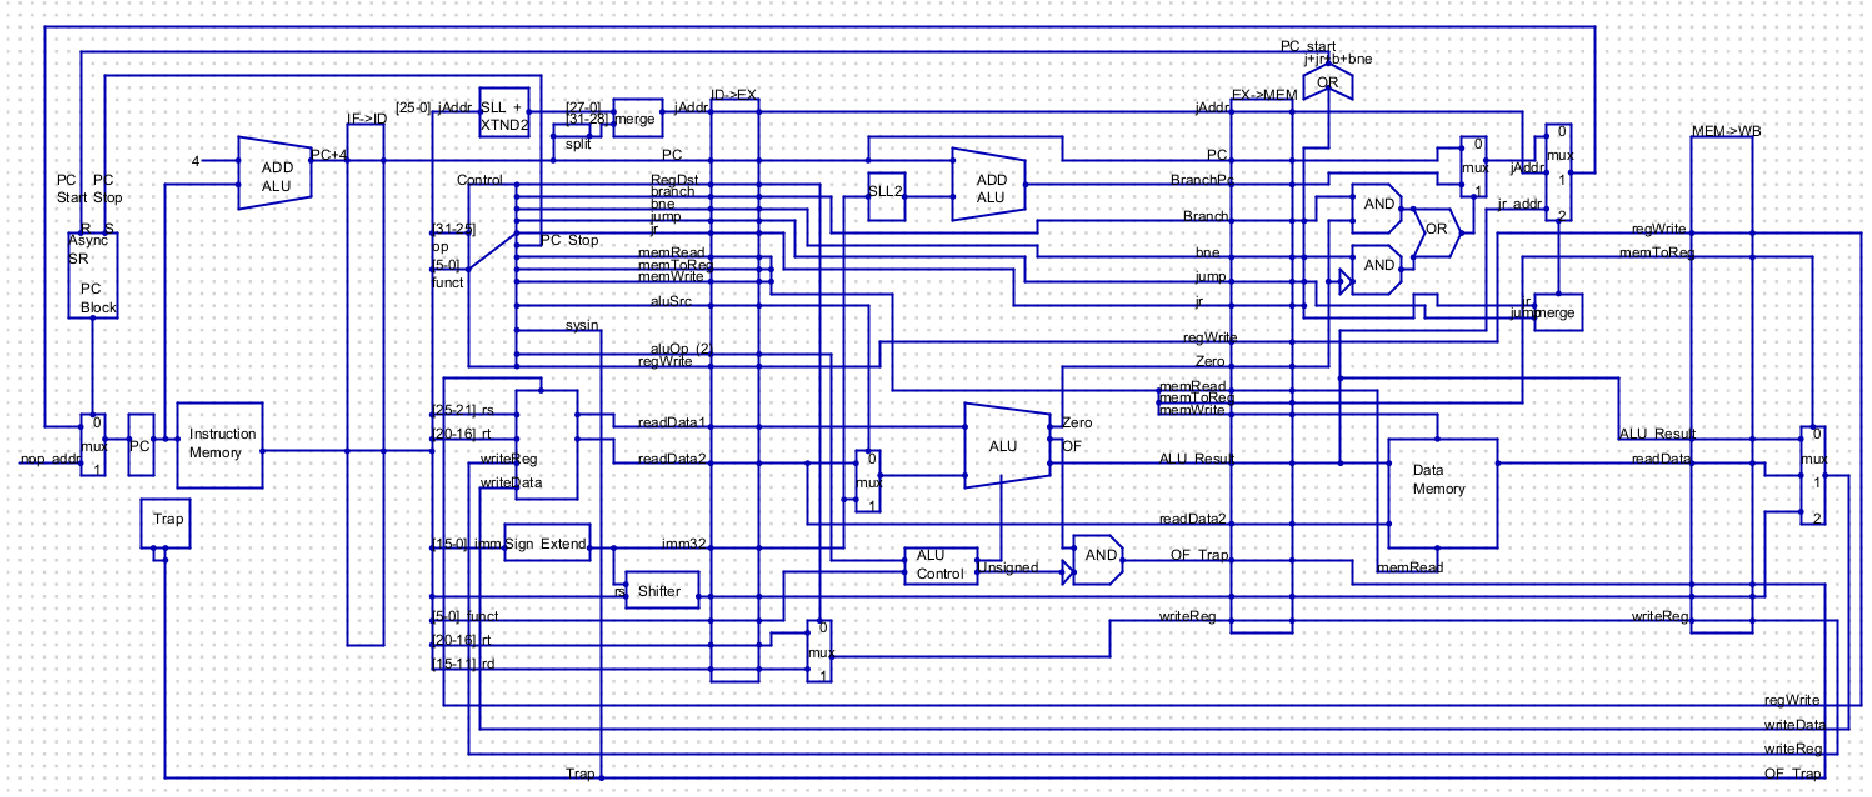 PC start
j+jr+b+bne
OR
ID->EX
EX->MEM
[25-0] jAddr
SLL +
XTND2
[27-0]
[31-28]
merge
split
jAddr
jAddr
IF->ID
MEM->WB
4
ADD
ALU
PC+4
PC
ADD
ALU
PC
0
mux
1
0
mux
1
2
jAddr
jr addr
PC
Start
PC
Stop
R
S
Async
SR
PC
Block
Control
RegDst
branch
bne
jump
jr
PC Stop
memRead
memToReg
memWrite
aluSrc
sysin
aluOp (2)
regWrite
[31-25]
op
[5-0]
funct
SLL2
BranchPc
Branch
bne
jump
jr
AND
AND
OR
jr
jump
merge
regWrite
memToReg
regWrite
Zero
memRead
memToReg
memWrite
nop addr
0
mux
1
PC
Instruction
Memory
[25-21] rs
[20-16] rt
writeReg
writeData
readData1
readData2
0
mux
1
ALU
Zero
OF
ALU Result
readData2
Data
Memory
memRead
ALU Result
readData
0
mux
1
2
Trap
[15-0] imm
Sign Extend
imm32
rs
Shifter
ALU
Control
Unsigned
AND
OF Trap
[5-0] funct
[20-16] rt
[15-11] rd
0
mux
1
writeReg
writeReg
regWrite
writeData
writeReg
Trap
OF Trap